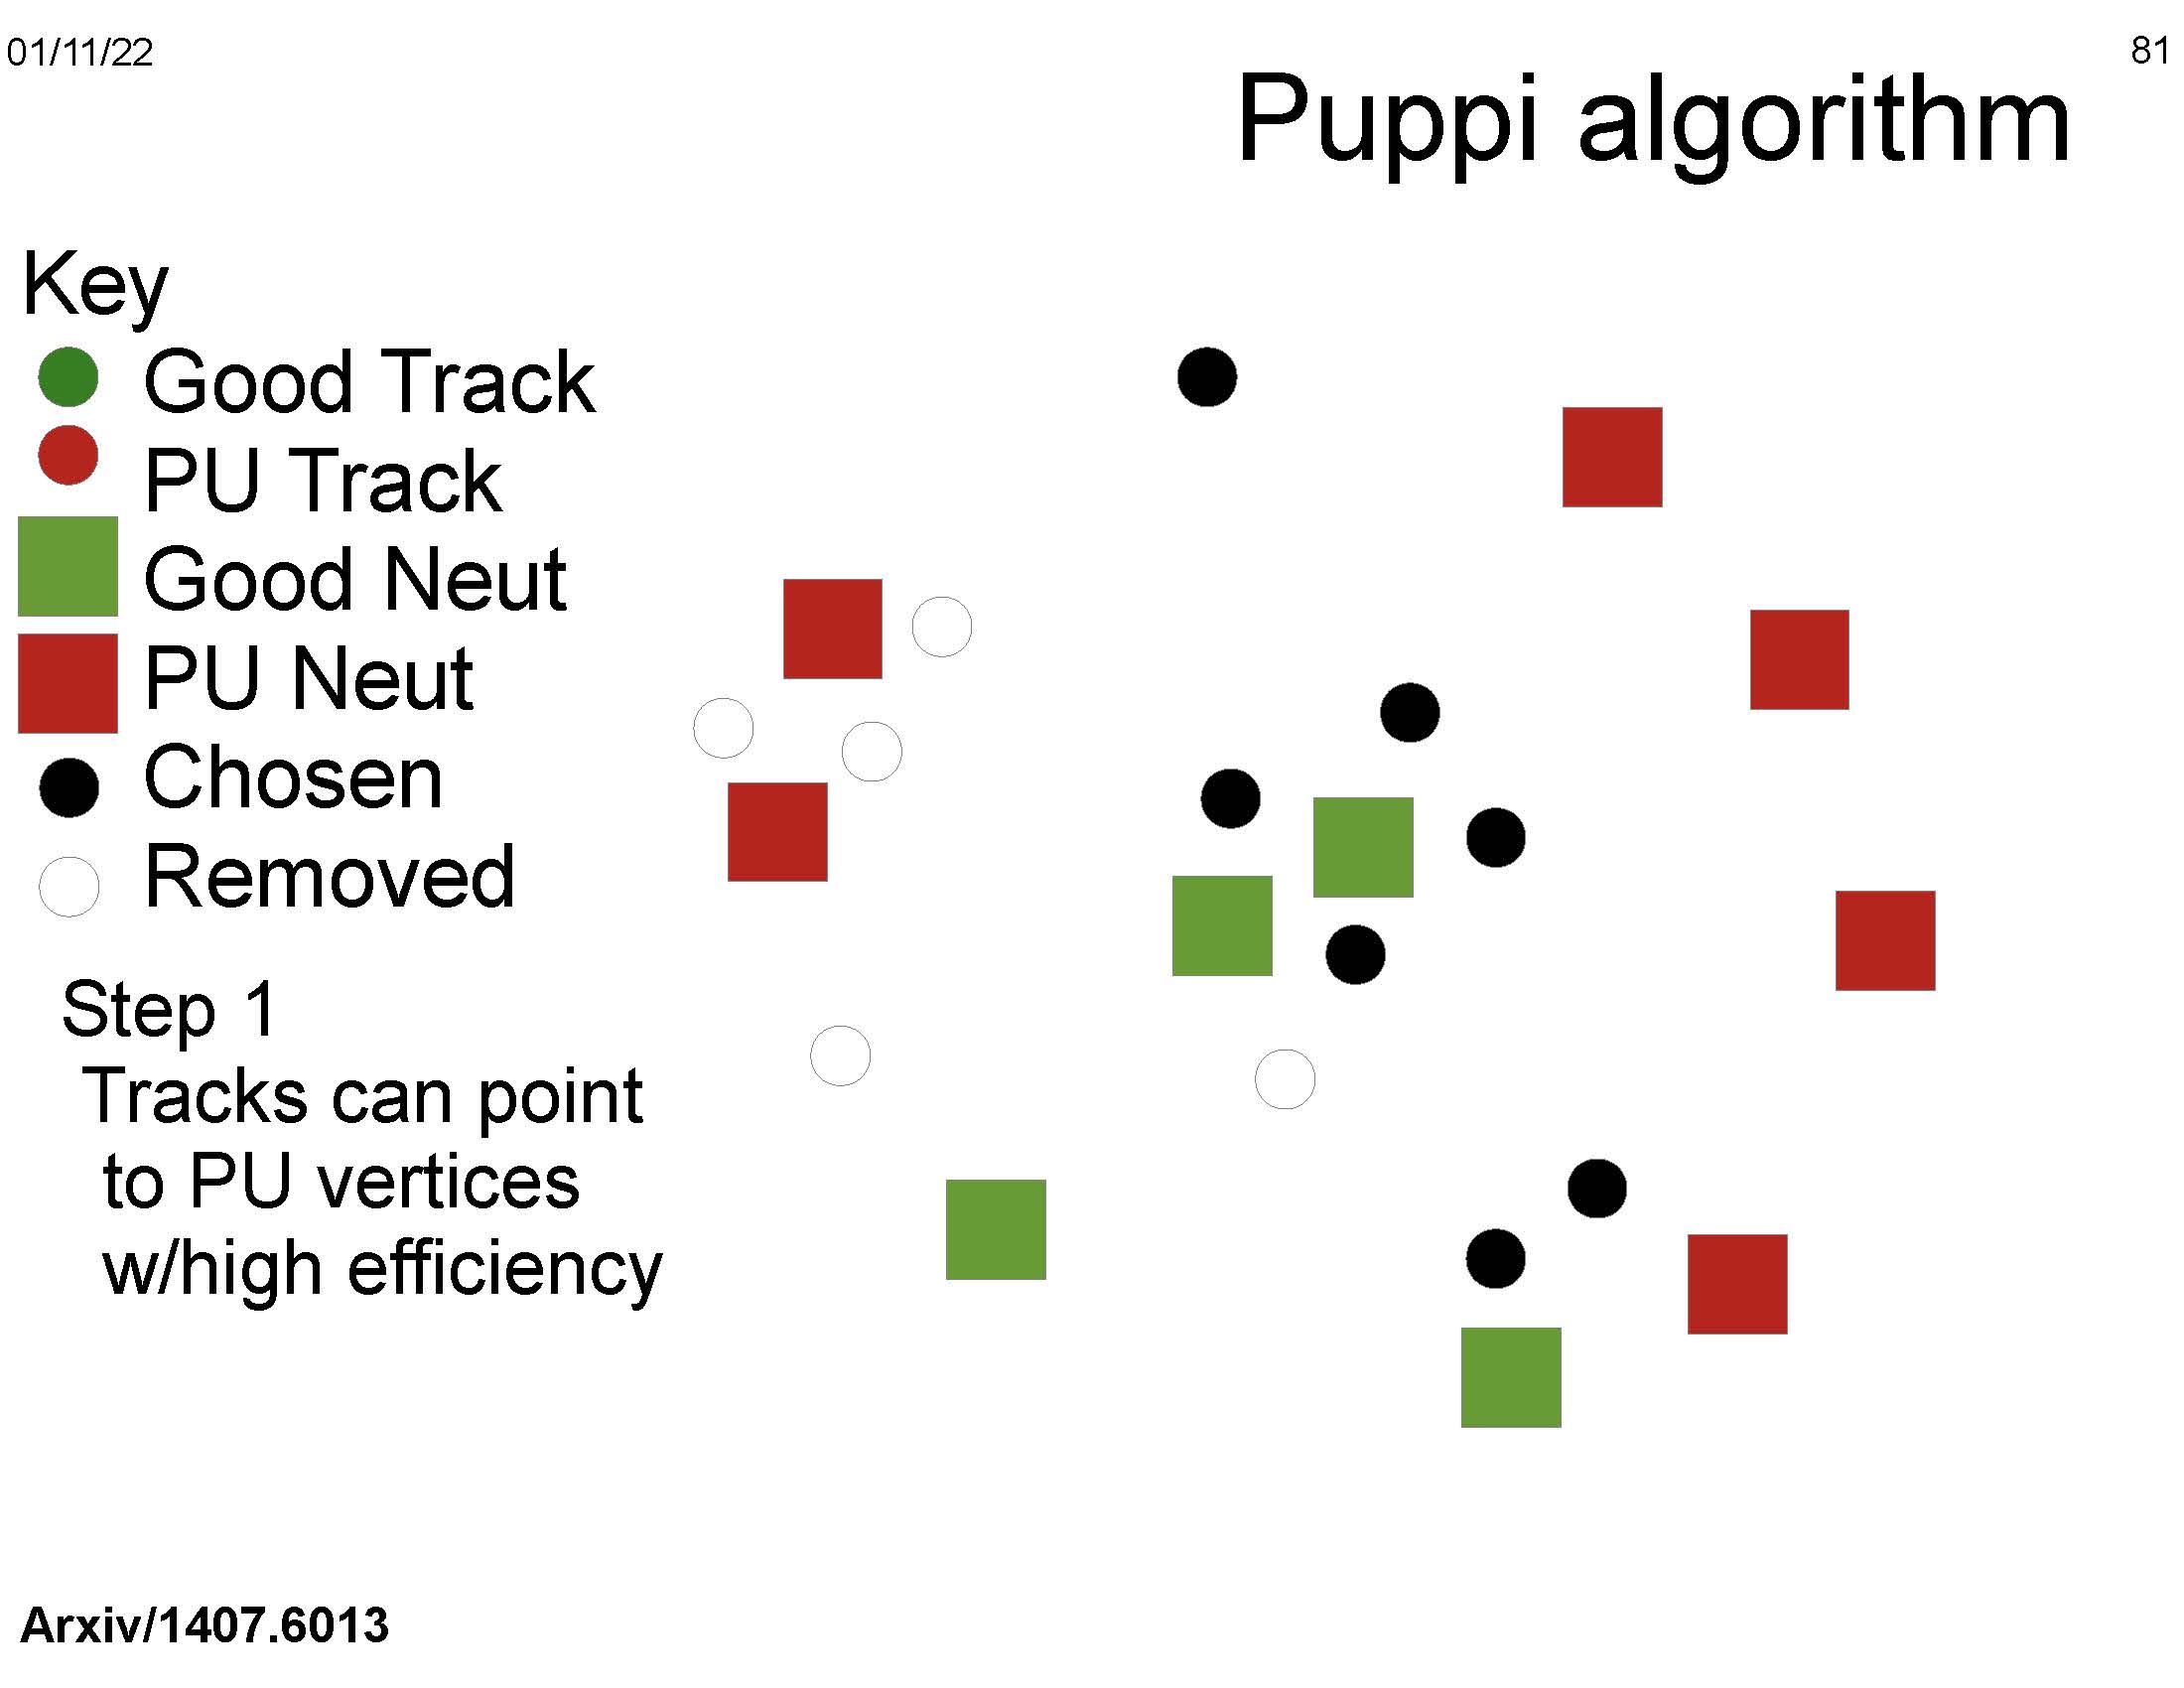 01/11/22
81
Puppi algorithm
Key
Good Track
PU Track
Good Neut
PU Neut
Chosen
Removed
Step 1
Tracks can point
to PU vertices
w/high efficiency
Arxiv/1407.6013